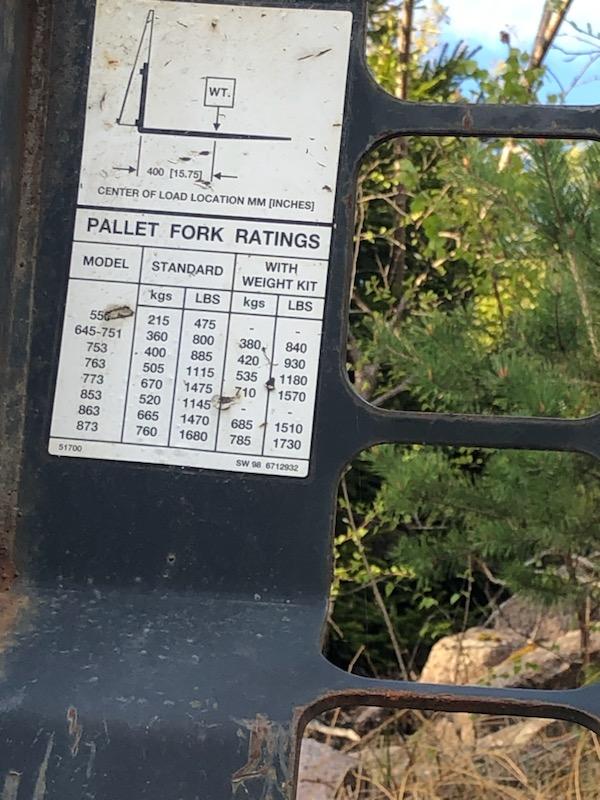 WT.
400 [15.75]
CENTER OF LOAD LOCATION MM [INCHES]
PALLET FORK RATINGS
MODEL STANDARD WITH WEIGHT KIT
kgs LBS kgs LBS
215 475 - -
645-751 360 800 380 840
753 400 885 420 930
763 505 1115 535 1180
773 670 1475 710 1570
853 520 1145 - -
863 665 1470 685 1510
873 760 1680 785 1730
51700 SW 98 6712932